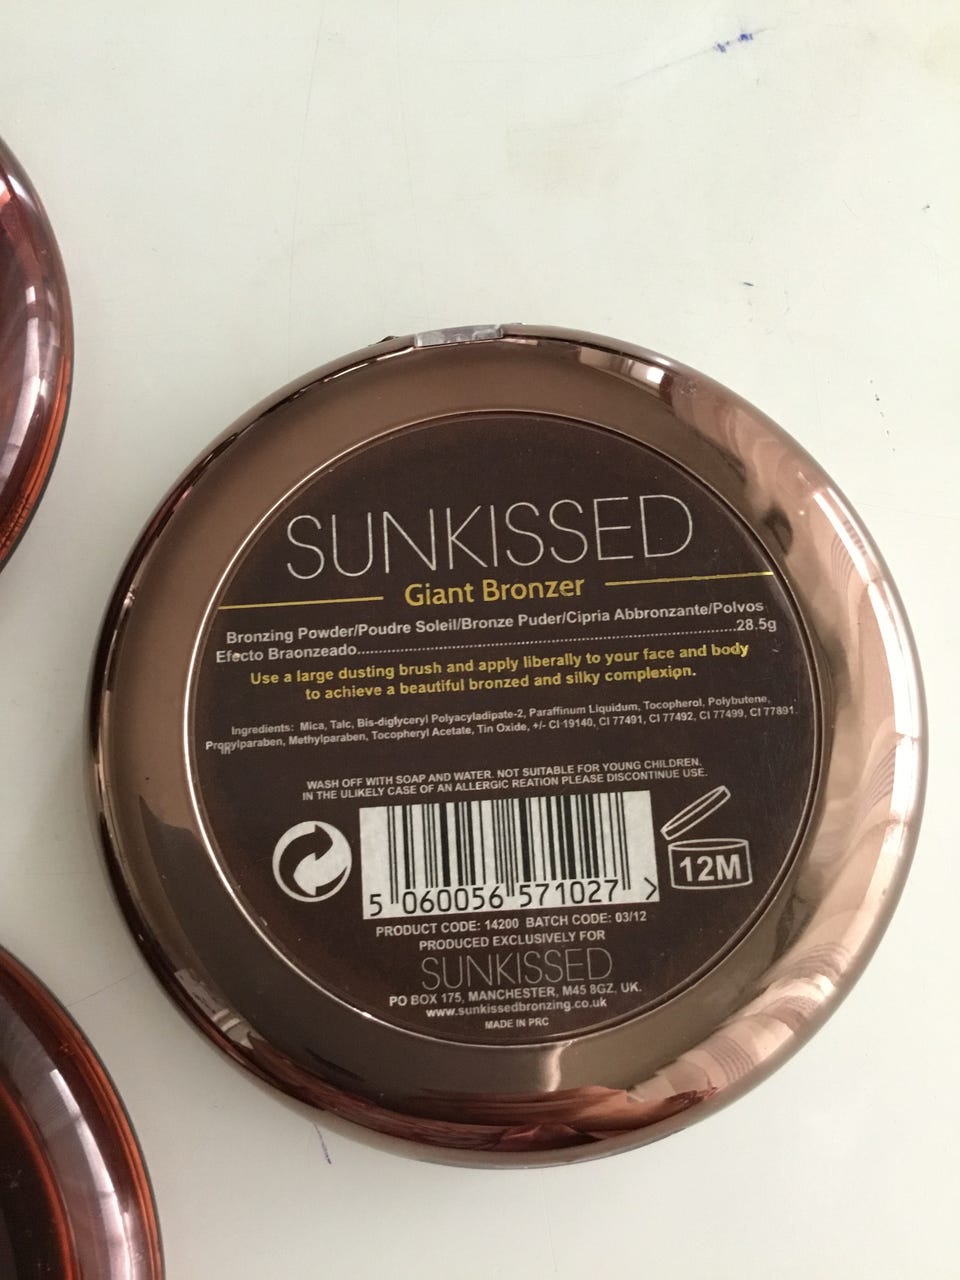 SUNKISSED
Giant Bronzer
Bronzing Powder/Poudre Soleil/Bronze Puder/Cipria Abbronzante/Polvos
Efecto Braonzeado..............................................................28.5g
Use a large dusting brush and apply liberally to your face and body
to achieve a beautiful bronzed and silky complexion.
Ingredients: Mica, Talc, Bis-diglyceryl Polyacyladipate-2, Paraffinum Liquidum, Tocopherol, Polybutene,
Propylparaben, Methylparaben, Tocopheryl Acetate, Tin Oxide, +/- CI 19140, CI 77491, CI 77492, CI 77499, CI 77891.
WASH OFF WITH SOAP AND WATER. NOT SUITABLE FOR YOUNG CHILDREN.
IN THE ULIKELY CASE OF AN ALLERGIC REATION PLEASE DISCONTINUE USE.
12M
5 060056 571027 >
PRODUCT CODE: 14200 BATCH CODE: 03/12
PRODUCED EXCLUSIVELY FOR
SUNKISSED
PO BOX 175, MANCHESTER, M45 8GZ. UK.
www.sunkissedbronzing.co.uk
MADE IN PRC